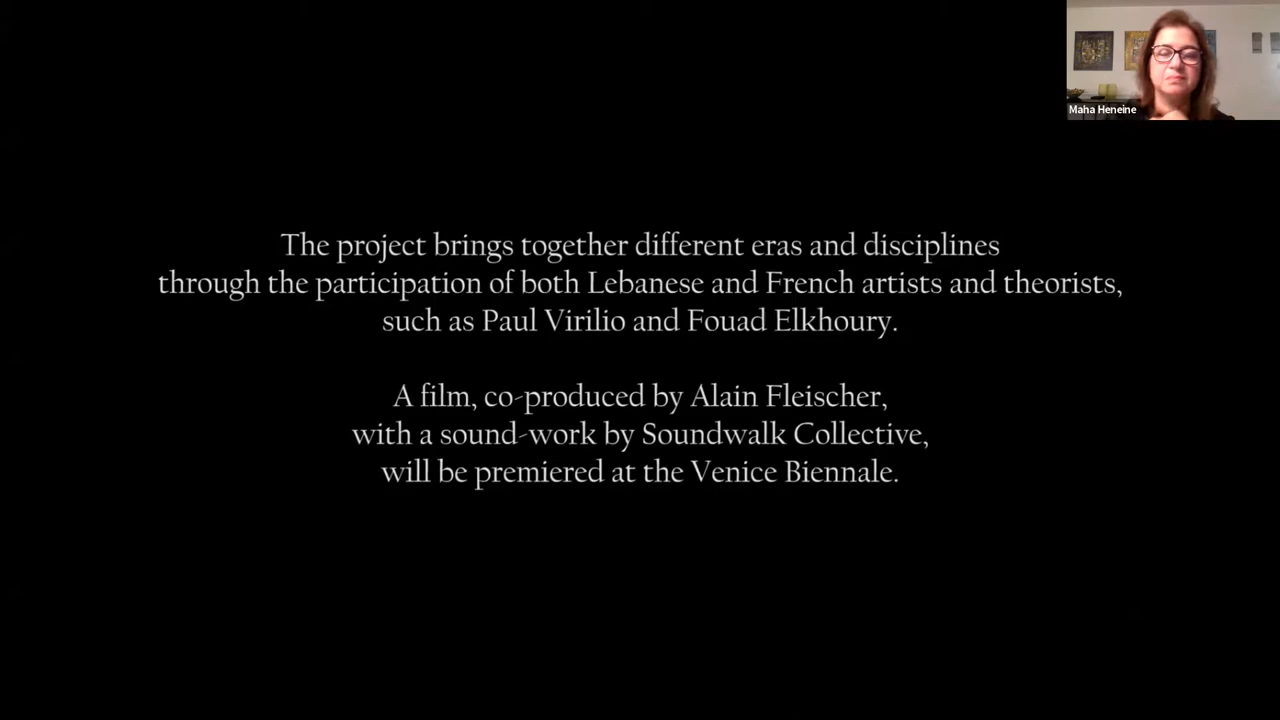 Maha Heneine
The project brings together different eras and disciplines
through the participation of both Lebanese and French artists and theorists,
such as Paul Virilio and Fouad Elkhoury.
A film, co-produced by Alain Fleischer,
with a sound-work by Soundwalk Collective,
will be premiered at the Venice Biennale.